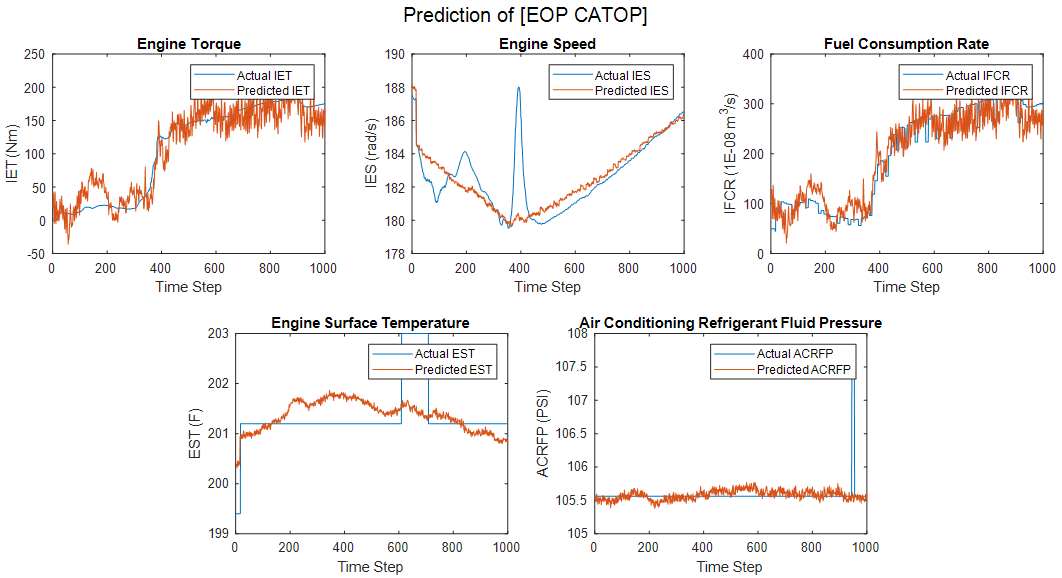 Prediction of [EOP CATOP]
Engine Torque
Engine Speed
Fuel Consumption Rate
250
200
150
100
50
0
-50
IET (Nm)
Actual IET
Predicted IET
0 200 400 600 800 1000
Time Step
190
188
186
184
182
180
178
IES (rad/s)
Actual IES
Predicted IES
0 200 400 600 800 1000
Time Step
400
300
200
100
0
IFCR (1E-08 m³/s)
Actual IFCR
Predicted IFCR
0 200 400 600 800 1000
Time Step
Engine Surface Temperature
Air Conditioning Refrigerant Fluid Pressure
203
202
201
200
199
EST (F)
Actual EST
Predicted EST
0 200 400 600 800 1000
Time Step
108
107.5
107
106.5
106
105.5
105
ACRFP (PSI)
Actual ACRFP
Predicted ACRFP
0 200 400 600 800 1000
Time Step